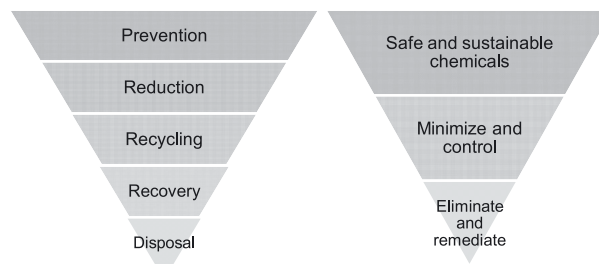 Prevention
Reduction
Recycling
Recovery
Disposal
Safe and sustainable
chemicals
Minimize and
control
Eliminate
and
remediate